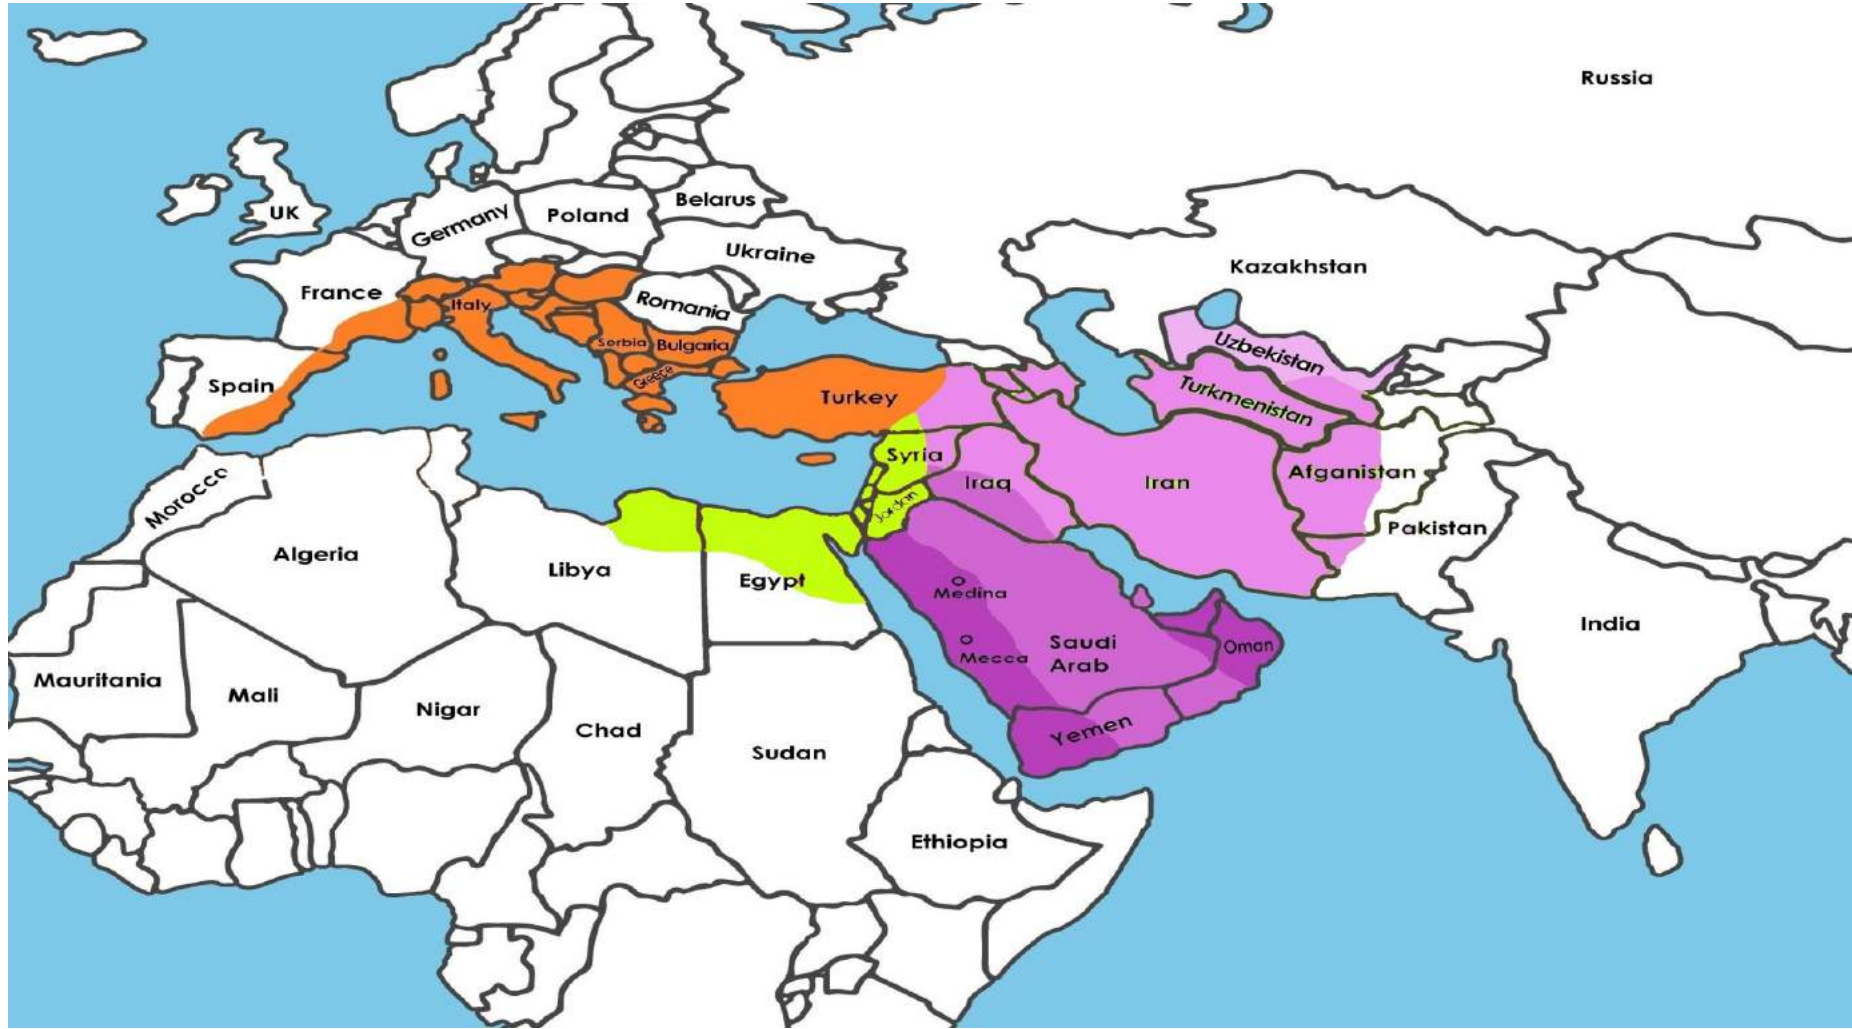 Russia
UK
Germany
Poland
Belarus
Ukraine
Kazakhstan
France
Italy
Romania
Serbia
Bulgaria
Uzbekistan
Spain
Greece
Turkey
Turkmenistan
Syria
Iraq
Iran
Afganistan
Morocco
Jordan
Pakistan
Algeria
Libya
Egypt
Medina
India
Mecca
Saudi
Arab
Oman
Mauritania
Mali
Nigar
Chad
Sudan
Yemen
Ethiopia